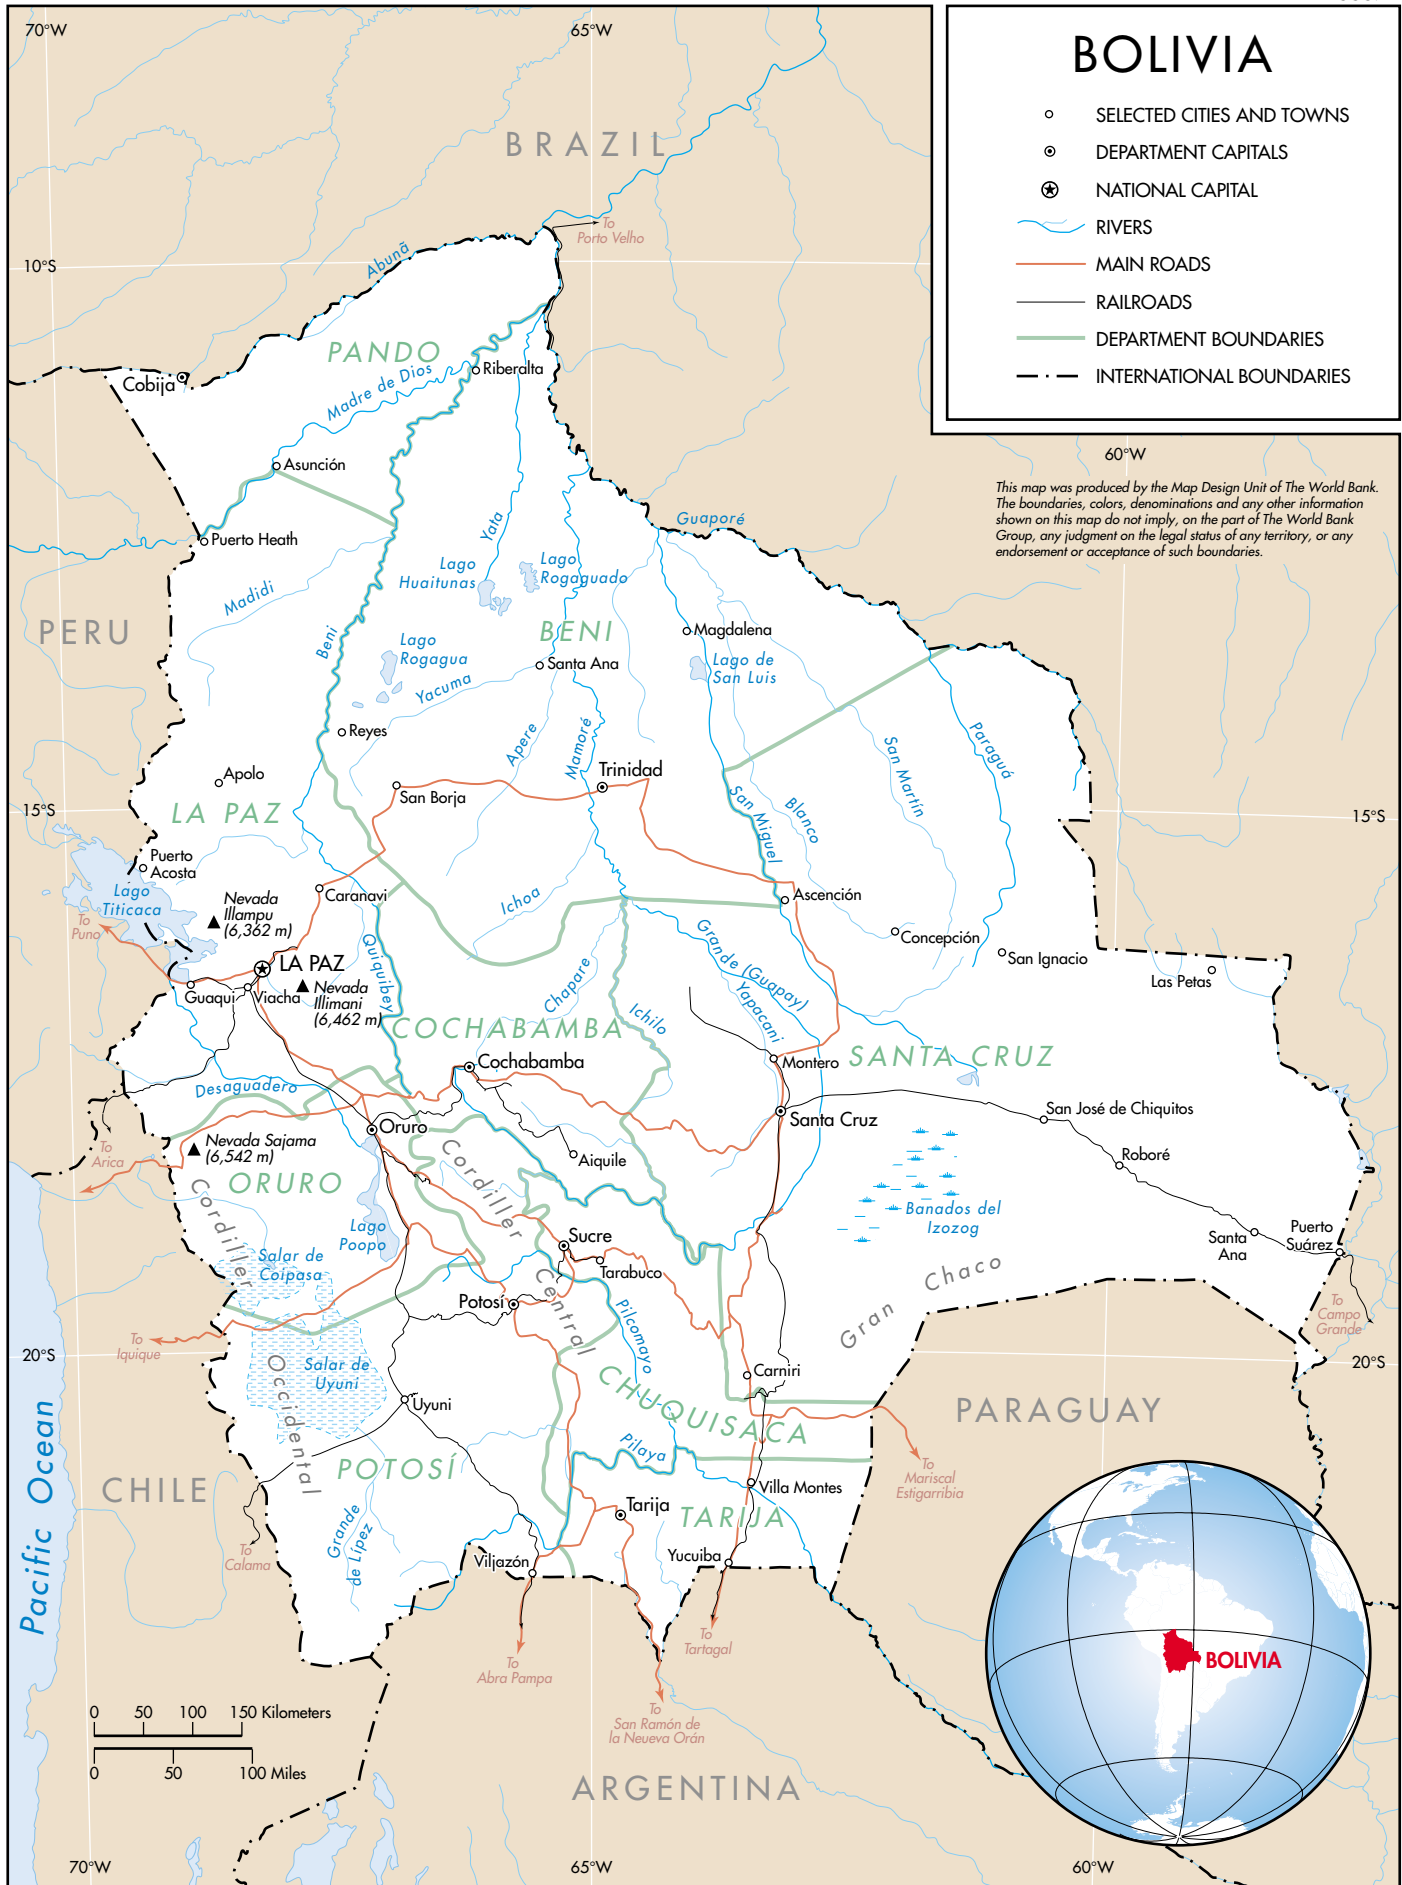 70°W
65°W
BOLIVIA
SELECTED CITIES AND TOWNS
DEPARTMENT CAPITALS
NATIONAL CAPITAL
RIVERS
MAIN ROADS
RAILROADS
DEPARTMENT BOUNDARIES
INTERNATIONAL BOUNDARIES
60°W
This map was produced by the Map Design Unit of The World Bank.
The boundaries, colors, denominations and any other information
shown on this map do not imply, on the part of The World Bank
Group, any judgment on the legal status of any territory, or any
endorsement or acceptance of such boundaries.
BRAZIL
To
Porto Velho
10°S
Abunã
PANDO
Cobija
Riberalta
Madre de Dios
Asunción
Puerto Heath
Guaporé
Yata
Lago
Huaitunas
Lago
Rogaguado
Madidi
PERU
Beni
BENI
Magdalena
Lago
Rogagua
Santa Ana
Lago de
San Luis
Yacuma
Reyes
Apere
Mamoré
San Martín
Paraguá
Apolo
Trinidad
San Borja
LA PAZ
15°S
15°S
San Miguel
Blanco
Puerto
Acosta
Lago
Titicaca
Nevada
Illampu
(6,362 m)
Caranavi
Ichoa
Ascención
To
Puno
Concepción
Grande (Guapay)
San Ignacio
LA PAZ
Quiquibey
Las Petas
Guaqui
Viacha
Nevada
Illimani
(6,462 m)
Chapare
Ichilo
Yapacani
COCHABAMBA
SANTA CRUZ
Cochabamba
Montero
Desaguadero
Santa Cruz
San José de Chiquitos
Oruro
To
Arica
Nevada Sajama
(6,542 m)
Aiquile
Roboré
ORURO
Cordiller
Central
Cordiller
Occidental
Banados del
Izozog
Lago
Poopo
Sucre
Santa
Ana
Puerto
Suárez
Salar de
Coipasa
Tarabuco
Gran Chaco
Potosí
Pilcomayo
To
Campo
Grande
To
Iquique
20°S
20°S
Salar de
Uyuni
Carniri
CHUQUISACA
Uyuni
PARAGUAY
Pilaya
To
Mariscal
Estigarribia
POTOSÍ
CHILE
Villa Montes
Tarija
TARIJA
Grande
de Lípez
To
Calama
Viljazón
Yucuiba
Pacific Ocean
To
Tartagal
To
Abra Pampa
BOLIVIA
To
San Ramón de
la Neueva Orán
0 50 100 150 Kilometers
0 50 100 Miles
ARGENTINA
70°W
65°W
60°W